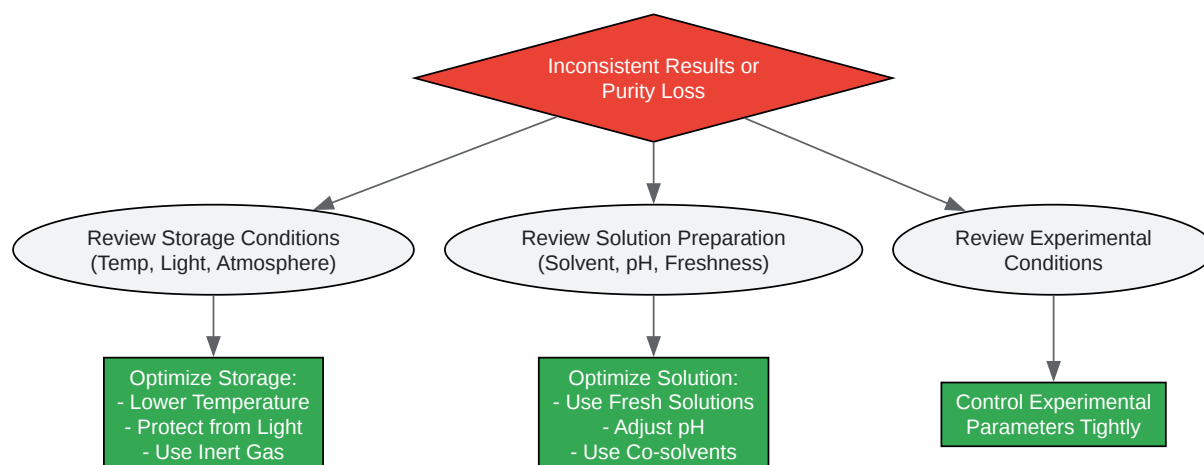 Inconsistent Results or
Purity Loss
Review Storage Conditions
(Temp, Light, Atmosphere)
Review Solution Preparation
(Solvent, pH, Freshness)
Review Experimental
Conditions
Optimize Storage:
- Lower Temperature
- Protect from Light
- Use Inert Gas
Optimize Solution:
- Use Fresh Solutions
- Adjust pH
- Use Co-solvents
Control Experimental
Parameters Tightly